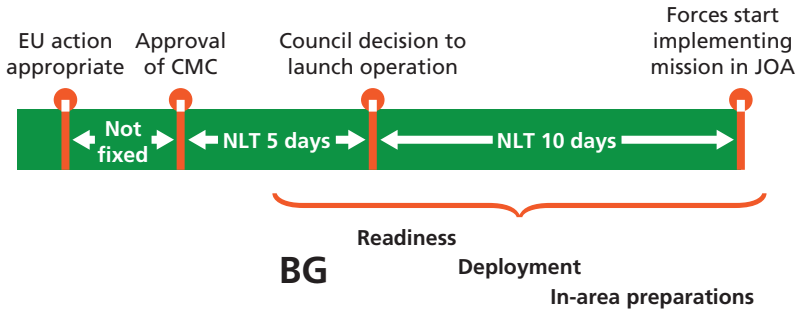 EU action
appropriate
Approval
of CMC
Council decision to
launch operation
Forces start
implementing
mission in JOA
Not
fixed
NLT 5 days
NLT 10 days
Readiness
BG
Deployment
In-area preparations